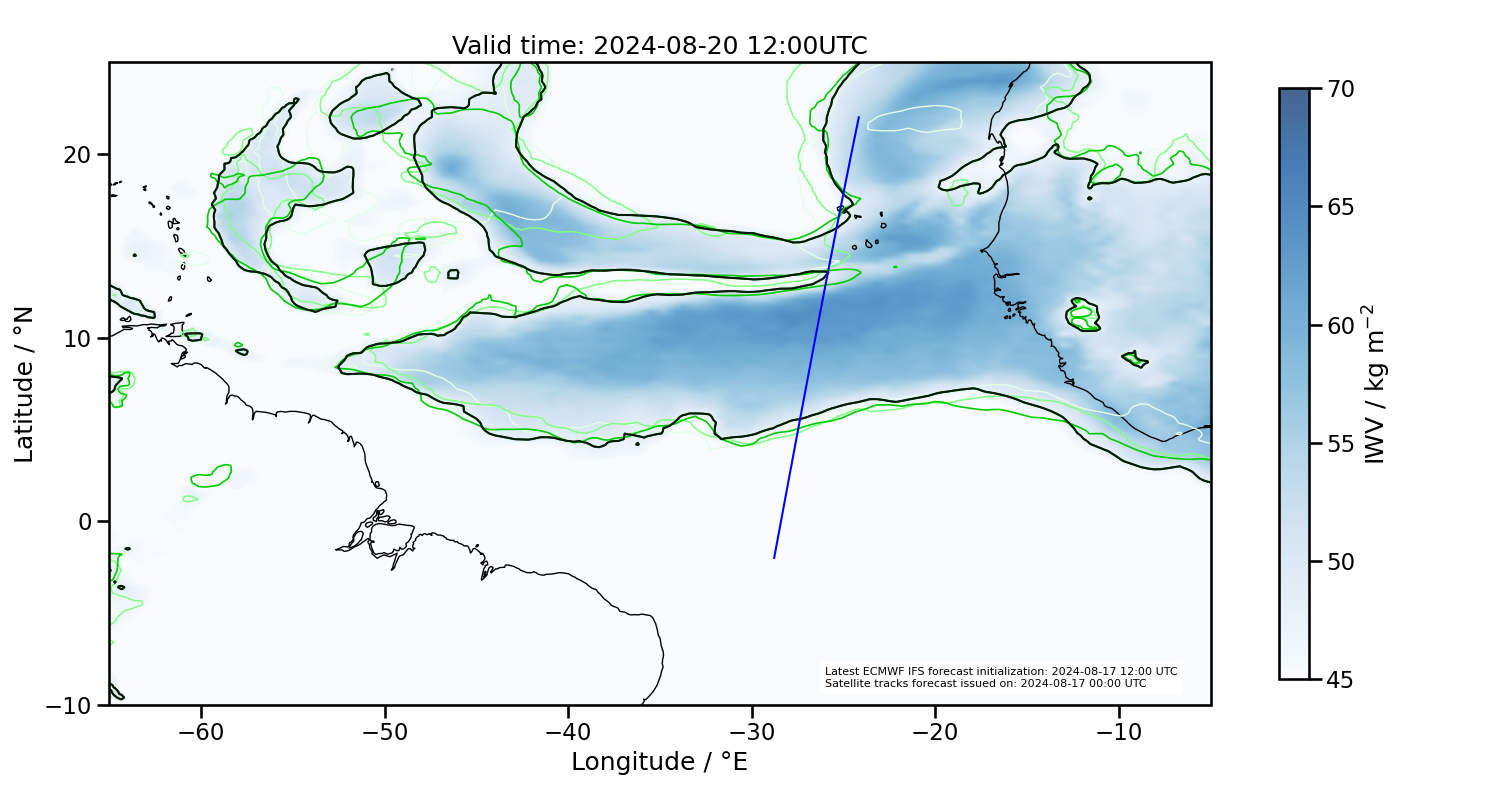 Valid time: 2024-08-20 12:00UTC
20
10
0
−10
Latitude / °N
−60
−50
−40
−30
−20
−10
Longitude / °E
Latest ECMWF IFS forecast initialization: 2024-08-17 12:00 UTC
Satellite tracks forecast issued on: 2024-08-17 00:00 UTC
70
65
60
55
50
45
IWV / kg m⁻²